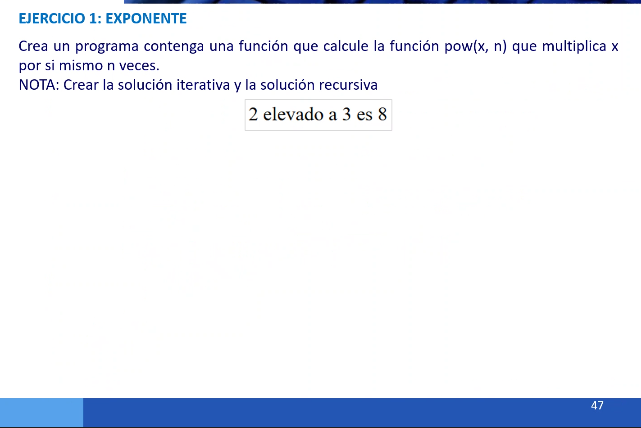 EJERCICIO 1: EXPONENTE
Crea un programa contenga una función que calcule la función pow(x, n) que multiplica x
por si mismo n veces.
NOTA: Crear la solución iterativa y la solución recursiva
2 elevado a 3 es 8
47